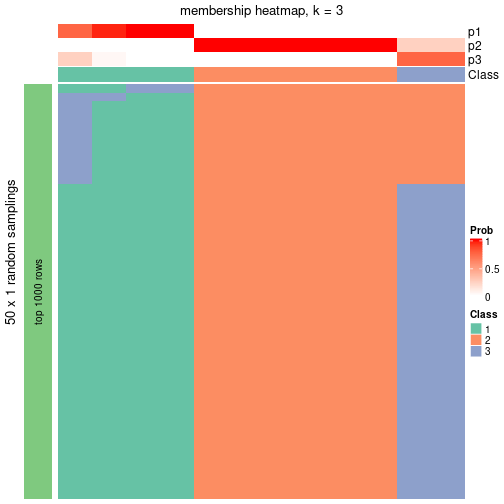 membership heatmap, k = 3
p1
p2
p3
Class
50 x 1 random samplings
top 1000 rows
Prob
1
0.5
0
Class
1
2
3